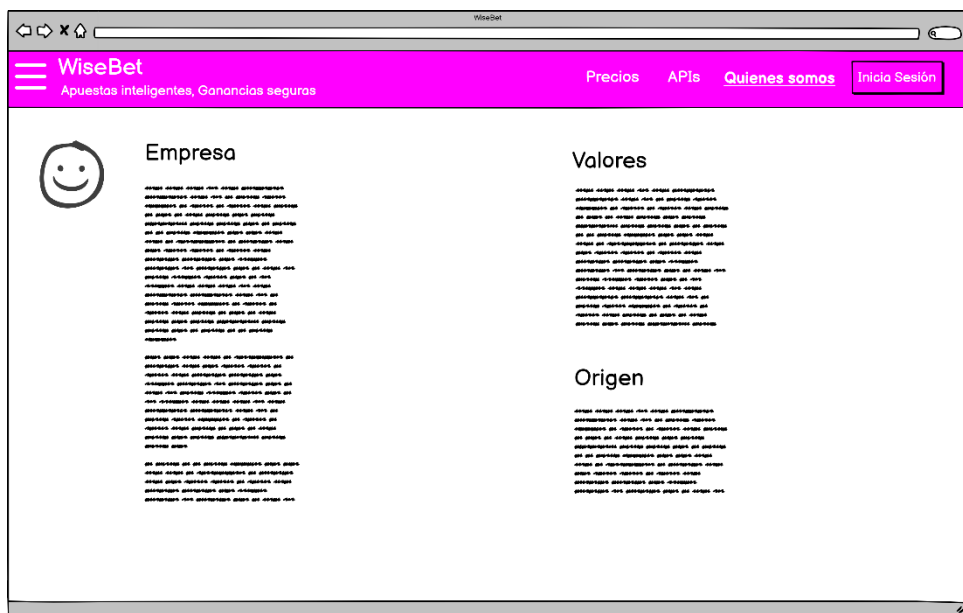 WiseBet
WiseBet
Apuestas inteligentes, Ganancias seguras
Precios
APIs
Quienes somos
Inicia Sesión
Empresa
Valores
Origen